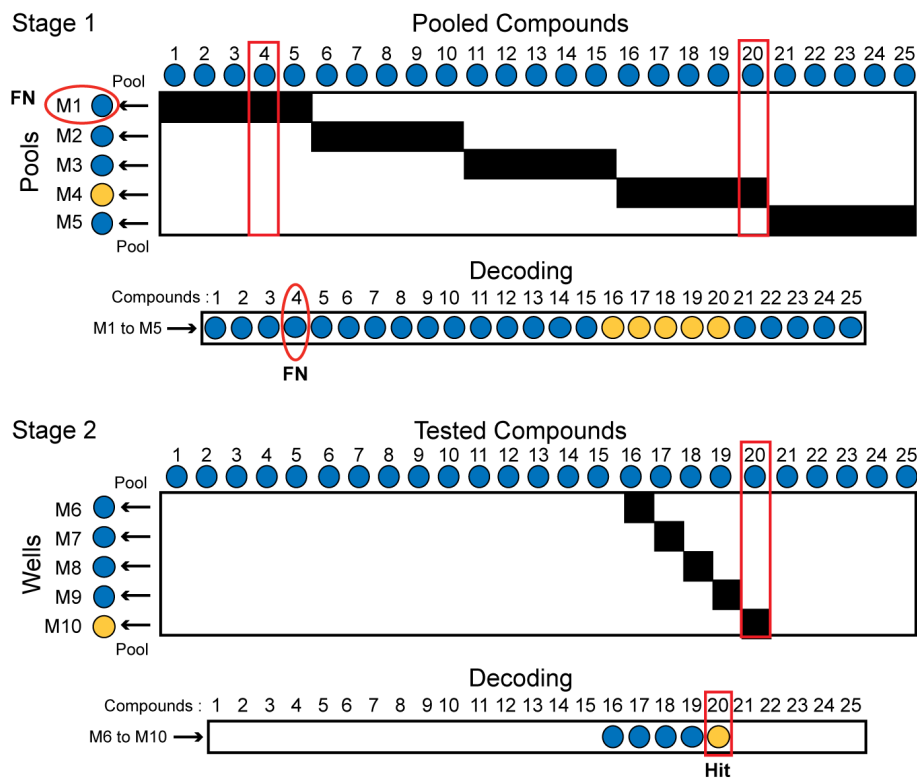 Stage 1
Pooled Compounds
1 2 3 4 5 6 7 8 9 10 11 12 13 14 15 16 17 18 19 20 21 22 23 24 25
Pool
FN
M1
M2
M3
M4
M5
Pools
Pool
Decoding
Compounds : 1 2 3 4 5 6 7 8 9 10 11 12 13 14 15 16 17 18 19 20 21 22 23 24 25
M1 to M5
FN
Stage 2
Tested Compounds
1 2 3 4 5 6 7 8 9 10 11 12 13 14 15 16 17 18 19 20 21 22 23 24 25
Pool
M6
M7
M8
M9
M10
Wells
Pool
Decoding
Compounds : 1 2 3 4 5 6 7 8 9 10 11 12 13 14 15 16 17 18 19 20 21 22 23 24 25
M6 to M10
Hit